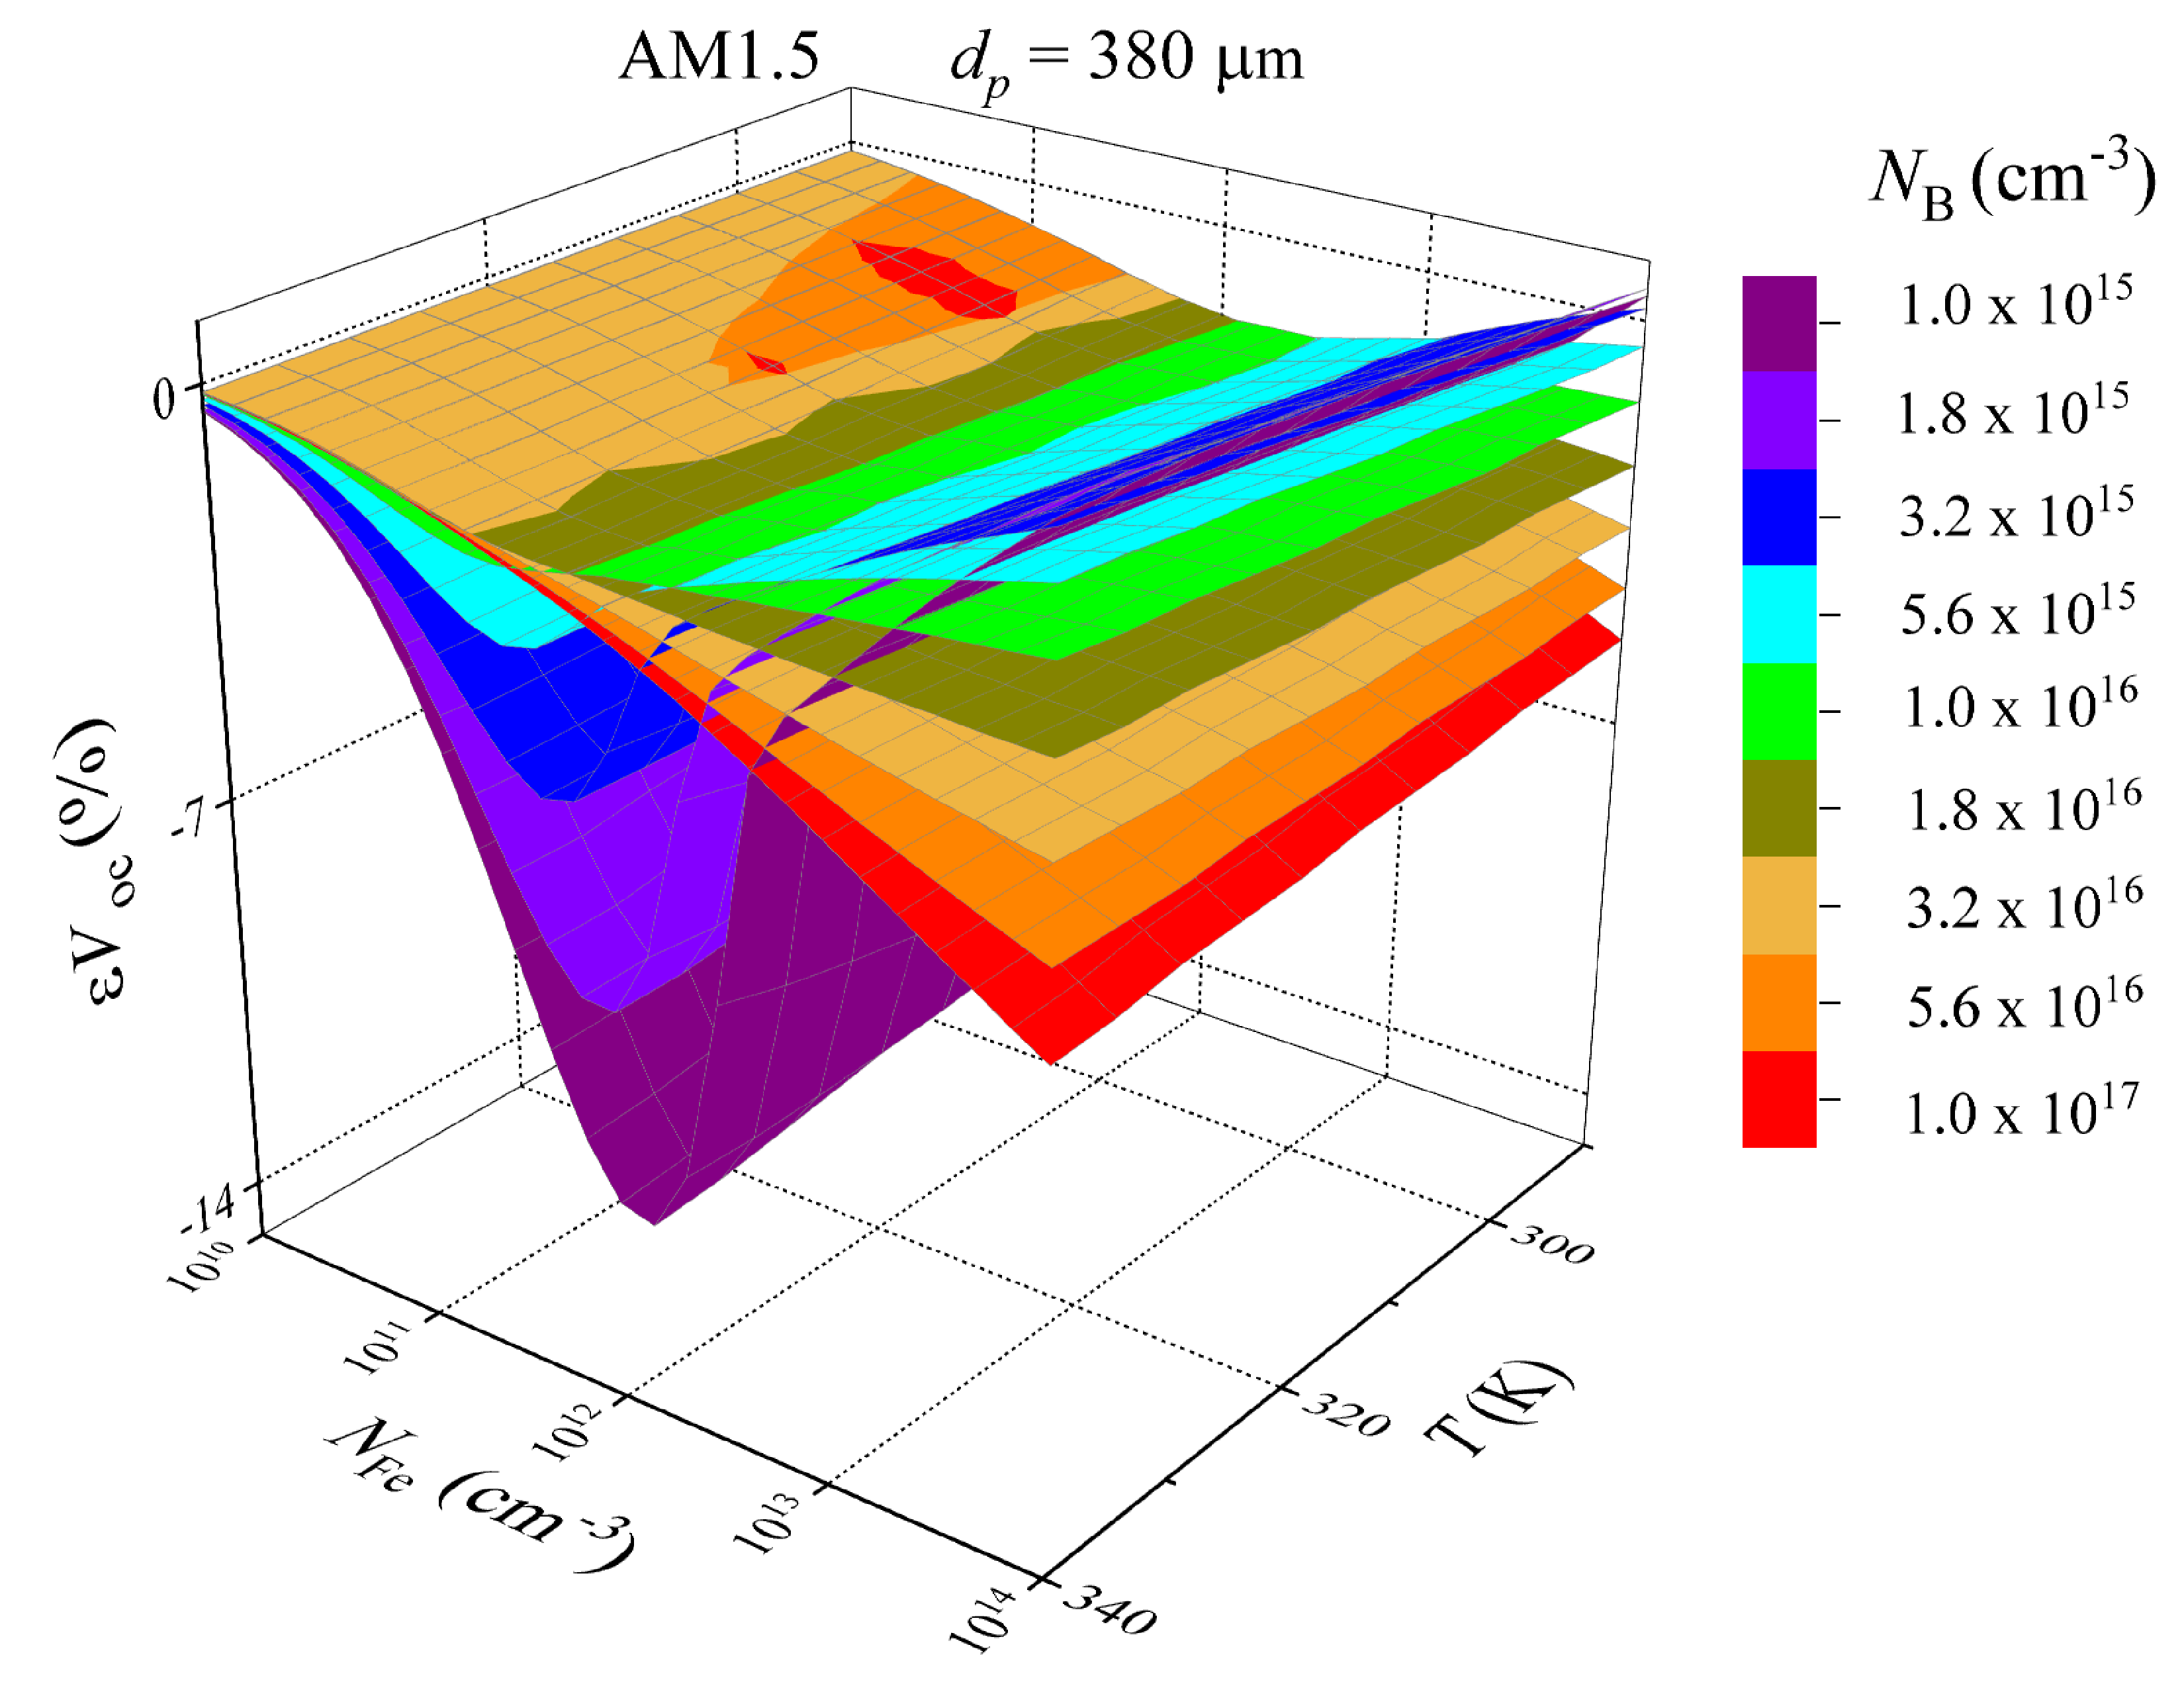 AM1.5 d_p = 380 μm
N_B (cm^-3)
1.0 x 10^15
1.8 x 10^15
3.2 x 10^15
5.6 x 10^15
1.0 x 10^16
1.8 x 10^16
3.2 x 10^16
5.6 x 10^16
1.0 x 10^17
εV oc (%)
0
-7
-14
10^10
10^11
10^12
10^13
10^14
N_Fe (cm^-3)
300
320
340
T (K)